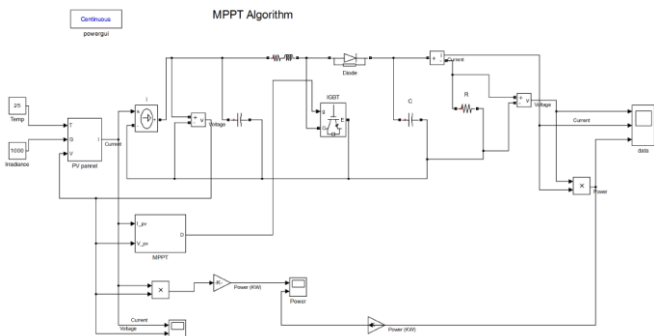 MPPT Algorithm
Continuous
powergui
Current
Diode
I
IGBT
C
R
Voltage
25
Temp
1000
Irradiance
T
G
V
I
PV pannel
Current
Voltage
Current
data
Power
I_pv
V_pv
D
MPPT
-K-
Power (KW)
Power
Power (KW)
Current
Voltage